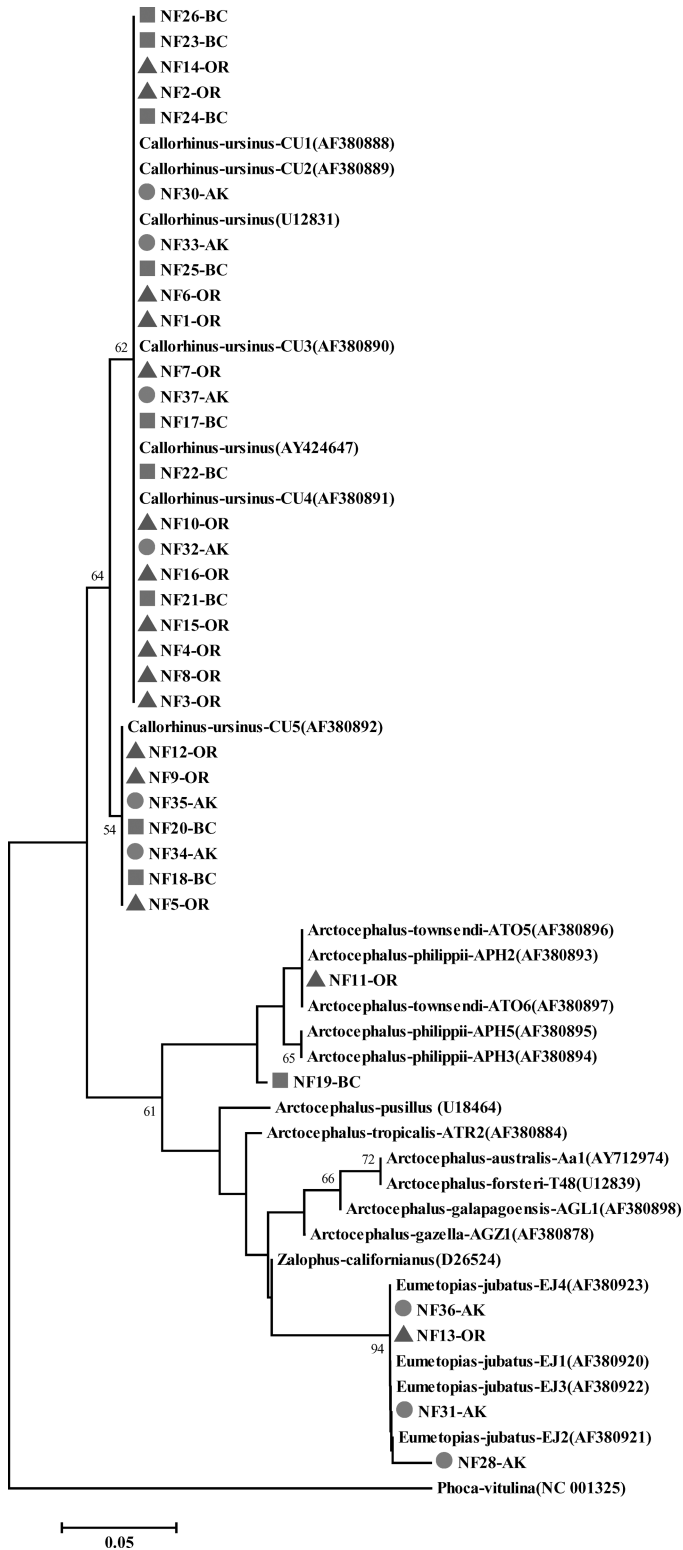 NF26-BC
NF23-BC
NF14-OR
NF2-OR
NF24-BC
Callorhinus-ursinus-CU1(AF380888)
Callorhinus-ursinus-CU2(AF380889)
NF30-AK
Callorhinus-ursinus(U12831)
NF33-AK
NF25-BC
NF6-OR
NF1-OR
Callorhinus-ursinus-CU3(AF380890)
62
NF7-OR
NF37-AK
NF17-BC
Callorhinus-ursinus(AY424647)
NF22-BC
Callorhinus-ursinus-CU4(AF380891)
NF10-OR
NF32-AK
NF16-OR
64
NF21-BC
NF15-OR
NF4-OR
NF8-OR
NF3-OR
Callorhinus-ursinus-CU5(AF380892)
NF12-OR
NF9-OR
NF35-AK
NF20-BC
54
NF34-AK
NF18-BC
NF5-OR
Arctocephalus-townsendi-ATO5(AF380896)
Arctocephalus-philippii-APH2(AF380893)
NF11-OR
Arctocephalus-townsendi-ATO6(AF380897)
Arctocephalus-philippii-APH5(AF380895)
65
Arctocephalus-philippii-APH3(AF380894)
NF19-BC
61
Arctocephalus-pusillus (U18464)
Arctocephalus-tropicalis-ATR2(AF380884)
72
Arctocephalus-australis-Aa1(AY712974)
66
Arctocephalus-forsteri-T48(U12839)
Arctocephalus-galapagoensis-AGL1(AF380898)
Arctocephalus-gazella-AGZ1(AF380878)
Zalophus-californianus(D26524)
Eumetopias-jubatus-EJ4(AF380923)
NF36-AK
NF13-OR
94
Eumetopias-jubatus-EJ1(AF380920)
Eumetopias-jubatus-EJ3(AF380922)
NF31-AK
Eumetopias-jubatus-EJ2(AF380921)
NF28-AK
Phoca-vitulina(NC 001325)
0.05